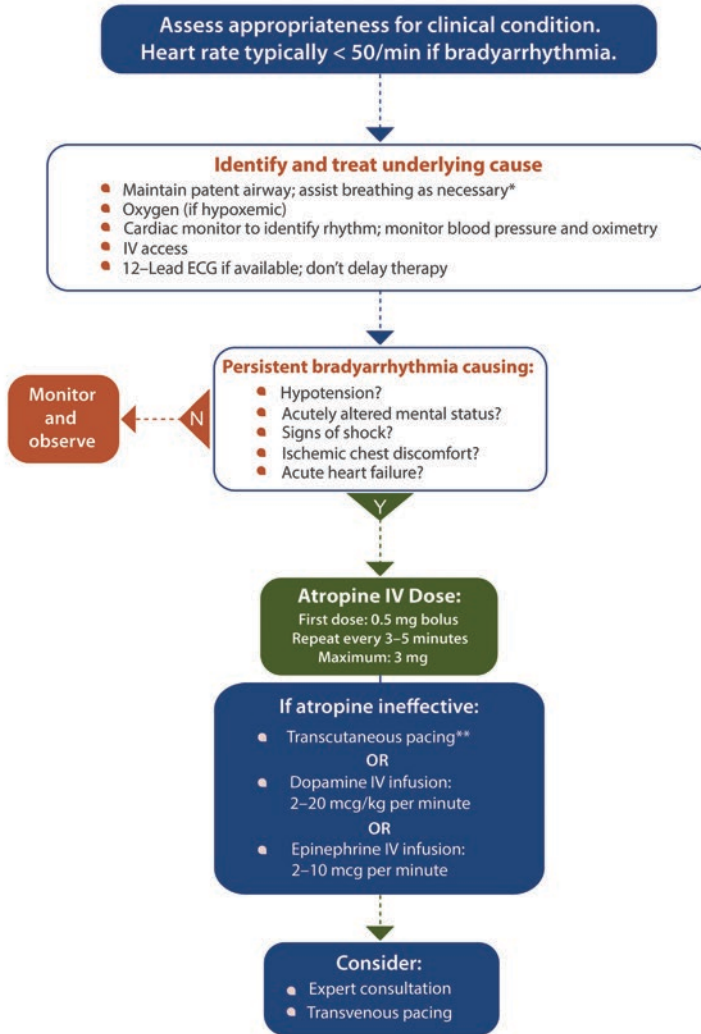 Assess appropriateness for clinical condition.
Heart rate typically < 50/min if bradyarrhythmia.
Identify and treat underlying cause
Maintain patent airway; assist breathing as necessary*
Oxygen (if hypoxemic)
Cardiac monitor to identify rhythm; monitor blood pressure and oximetry
IV access
12–Lead ECG if available; don't delay therapy
Persistent bradyarrhythmia causing:
Hypotension?
Acutely altered mental status?
Signs of shock?
Ischemic chest discomfort?
Acute heart failure?
N
Monitor
and
observe
Y
Atropine IV Dose:
First dose: 0.5 mg bolus
Repeat every 3–5 minutes
Maximum: 3 mg
If atropine ineffective:
Transcutaneous pacing**
OR
Dopamine IV infusion:
2–20 mcg/kg per minute
OR
Epinephrine IV infusion:
2–10 mcg per minute
Consider:
Expert consultation
Transvenous pacing